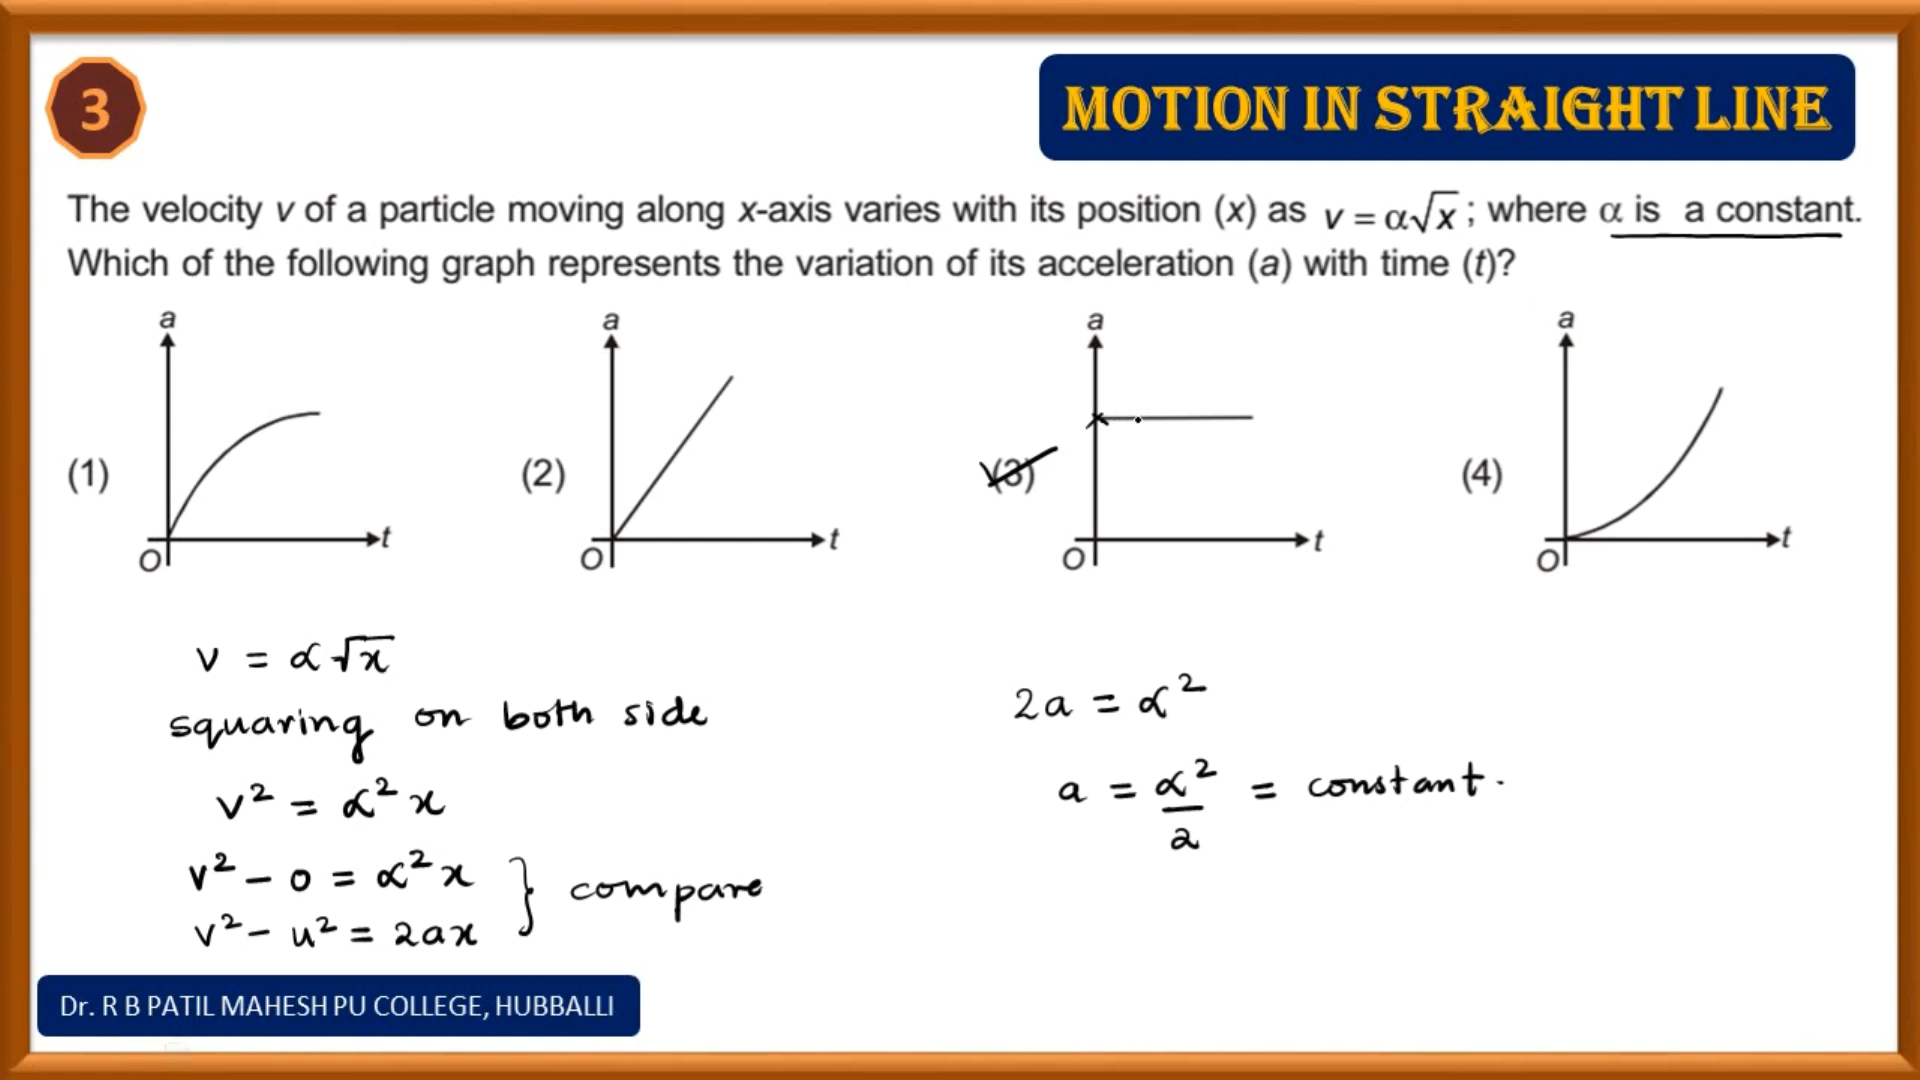 3
MOTION IN STRAIGHT LINE
The velocity v of a particle moving along x-axis varies with its position (x) as v = α√x ; where α is a constant.
Which of the following graph represents the variation of its acceleration (a) with time (t)?
(1) a O t
(2) a O t
(3) a O t
(4) a O t
v = α√x
squaring on both side
v² = α²x
v² – 0 = α²x } compare
v² – u² = 2ax
2a = α²
a = α²/2 = constant.
Dr. R B PATIL MAHESH PU COLLEGE, HUBBALLI